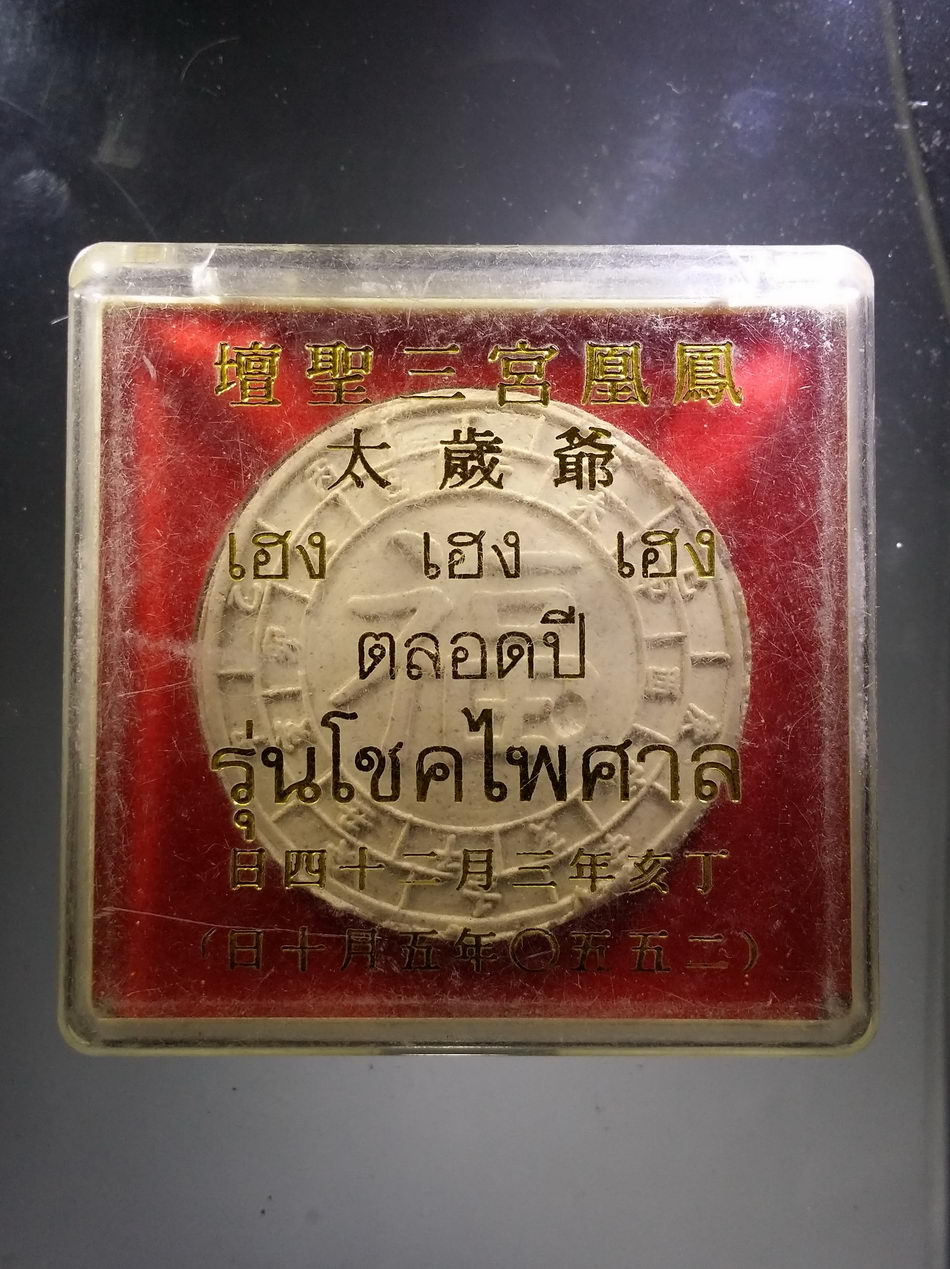 鳳凰宮三聖壇
太歲爺
เฮง เฮง เฮง
ตลอดปี
รุ่นโชคไพศาล
丁亥年三月二十四日
(二五五〇年五月十日)
福